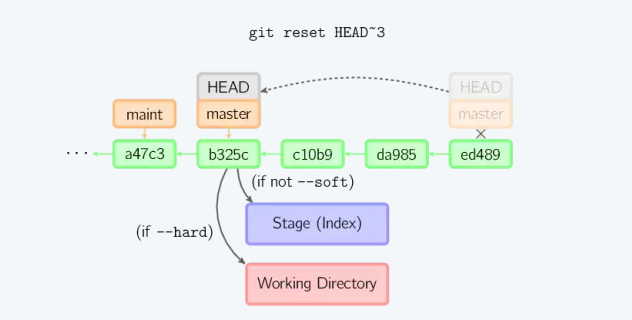 git reset HEAD~3
HEAD HEAD
maint master master
... a47c3 b325c c10b9 da985 ed489
(if not --soft)
Stage (Index)
(if --hard)
Working Directory